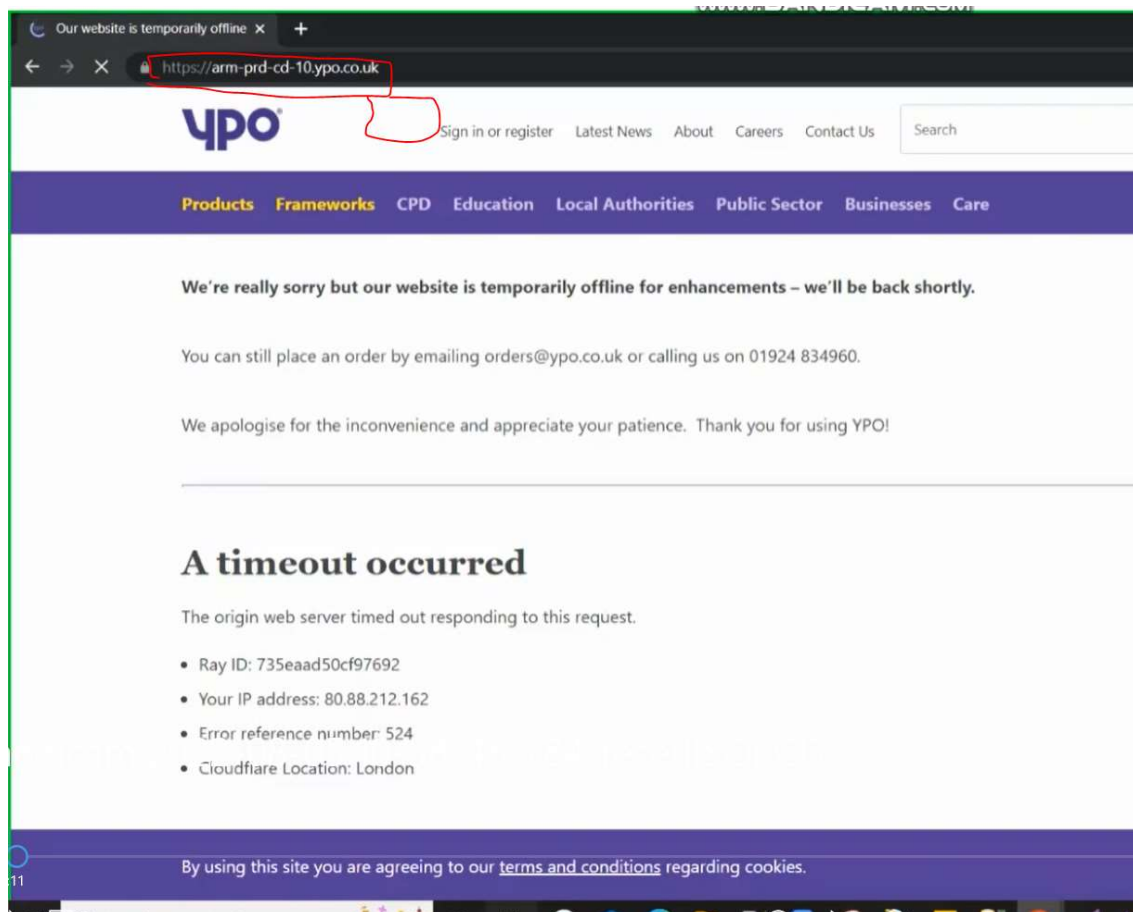 Our website is temporarily offline
https://arm-prd-cd-10.ypo.co.uk
ypo
Sign in or register Latest News About Careers Contact Us Search
Products Frameworks CPD Education Local Authorities Public Sector Businesses Care
We're really sorry but our website is temporarily offline for enhancements – we'll be back shortly.
You can still place an order by emailing orders@ypo.co.uk or calling us on 01924 834960.
We apologise for the inconvenience and appreciate your patience. Thank you for using YPO!
A timeout occurred
The origin web server timed out responding to this request.
• Ray ID: 735eaad50cf97692
• Your IP address: 80.88.212.162
• Error reference number: 524
• Cloudflare Location: London
By using this site you are agreeing to our terms and conditions regarding cookies.
:11